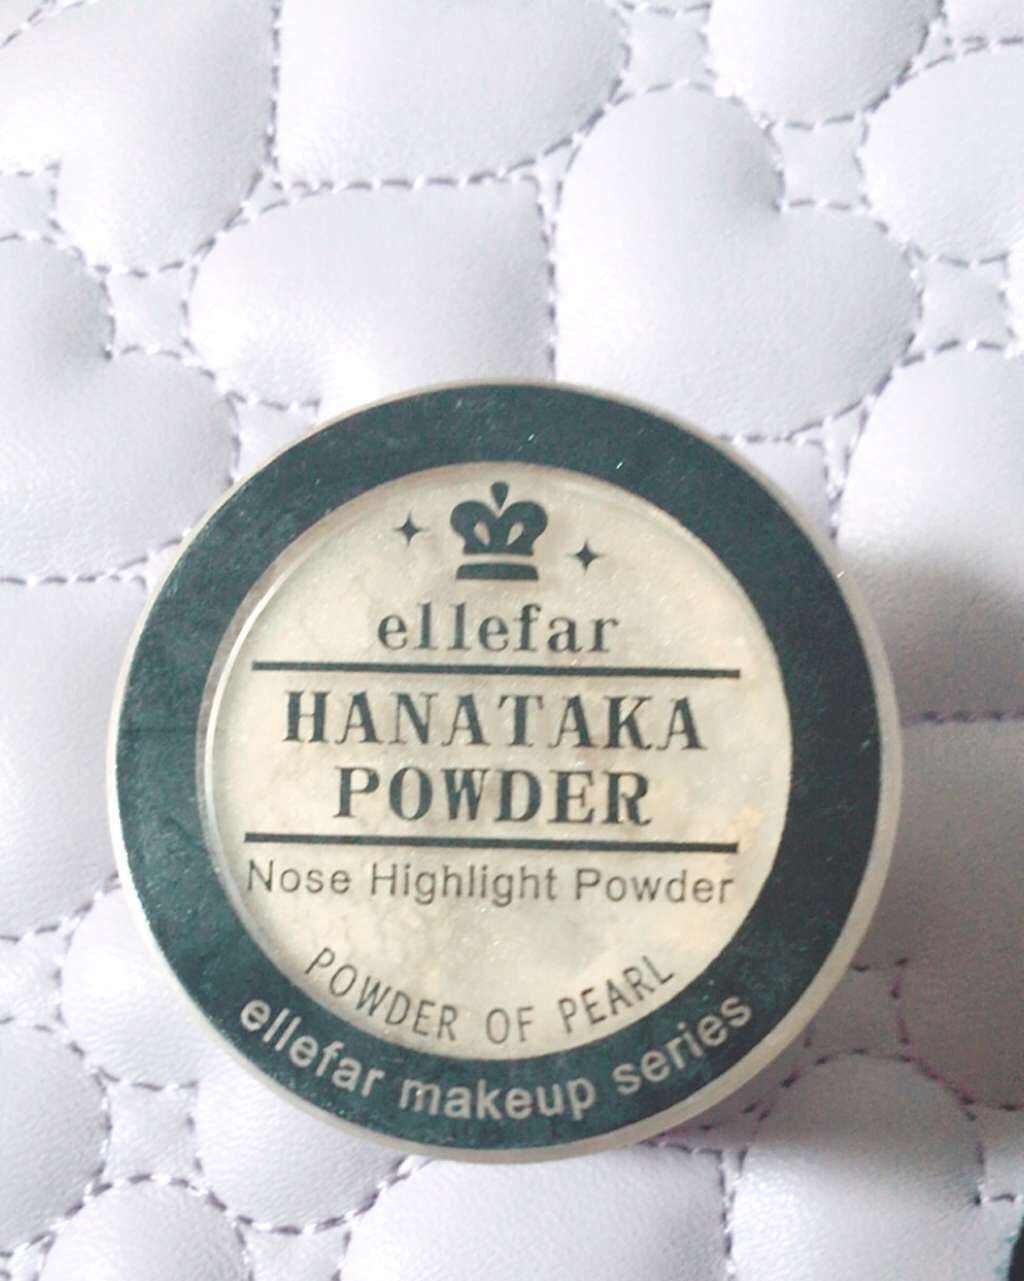 ellefar
HANATAKA
POWDER
Nose Highlight Powder
POWDER OF PEARL
ellefar makeup series